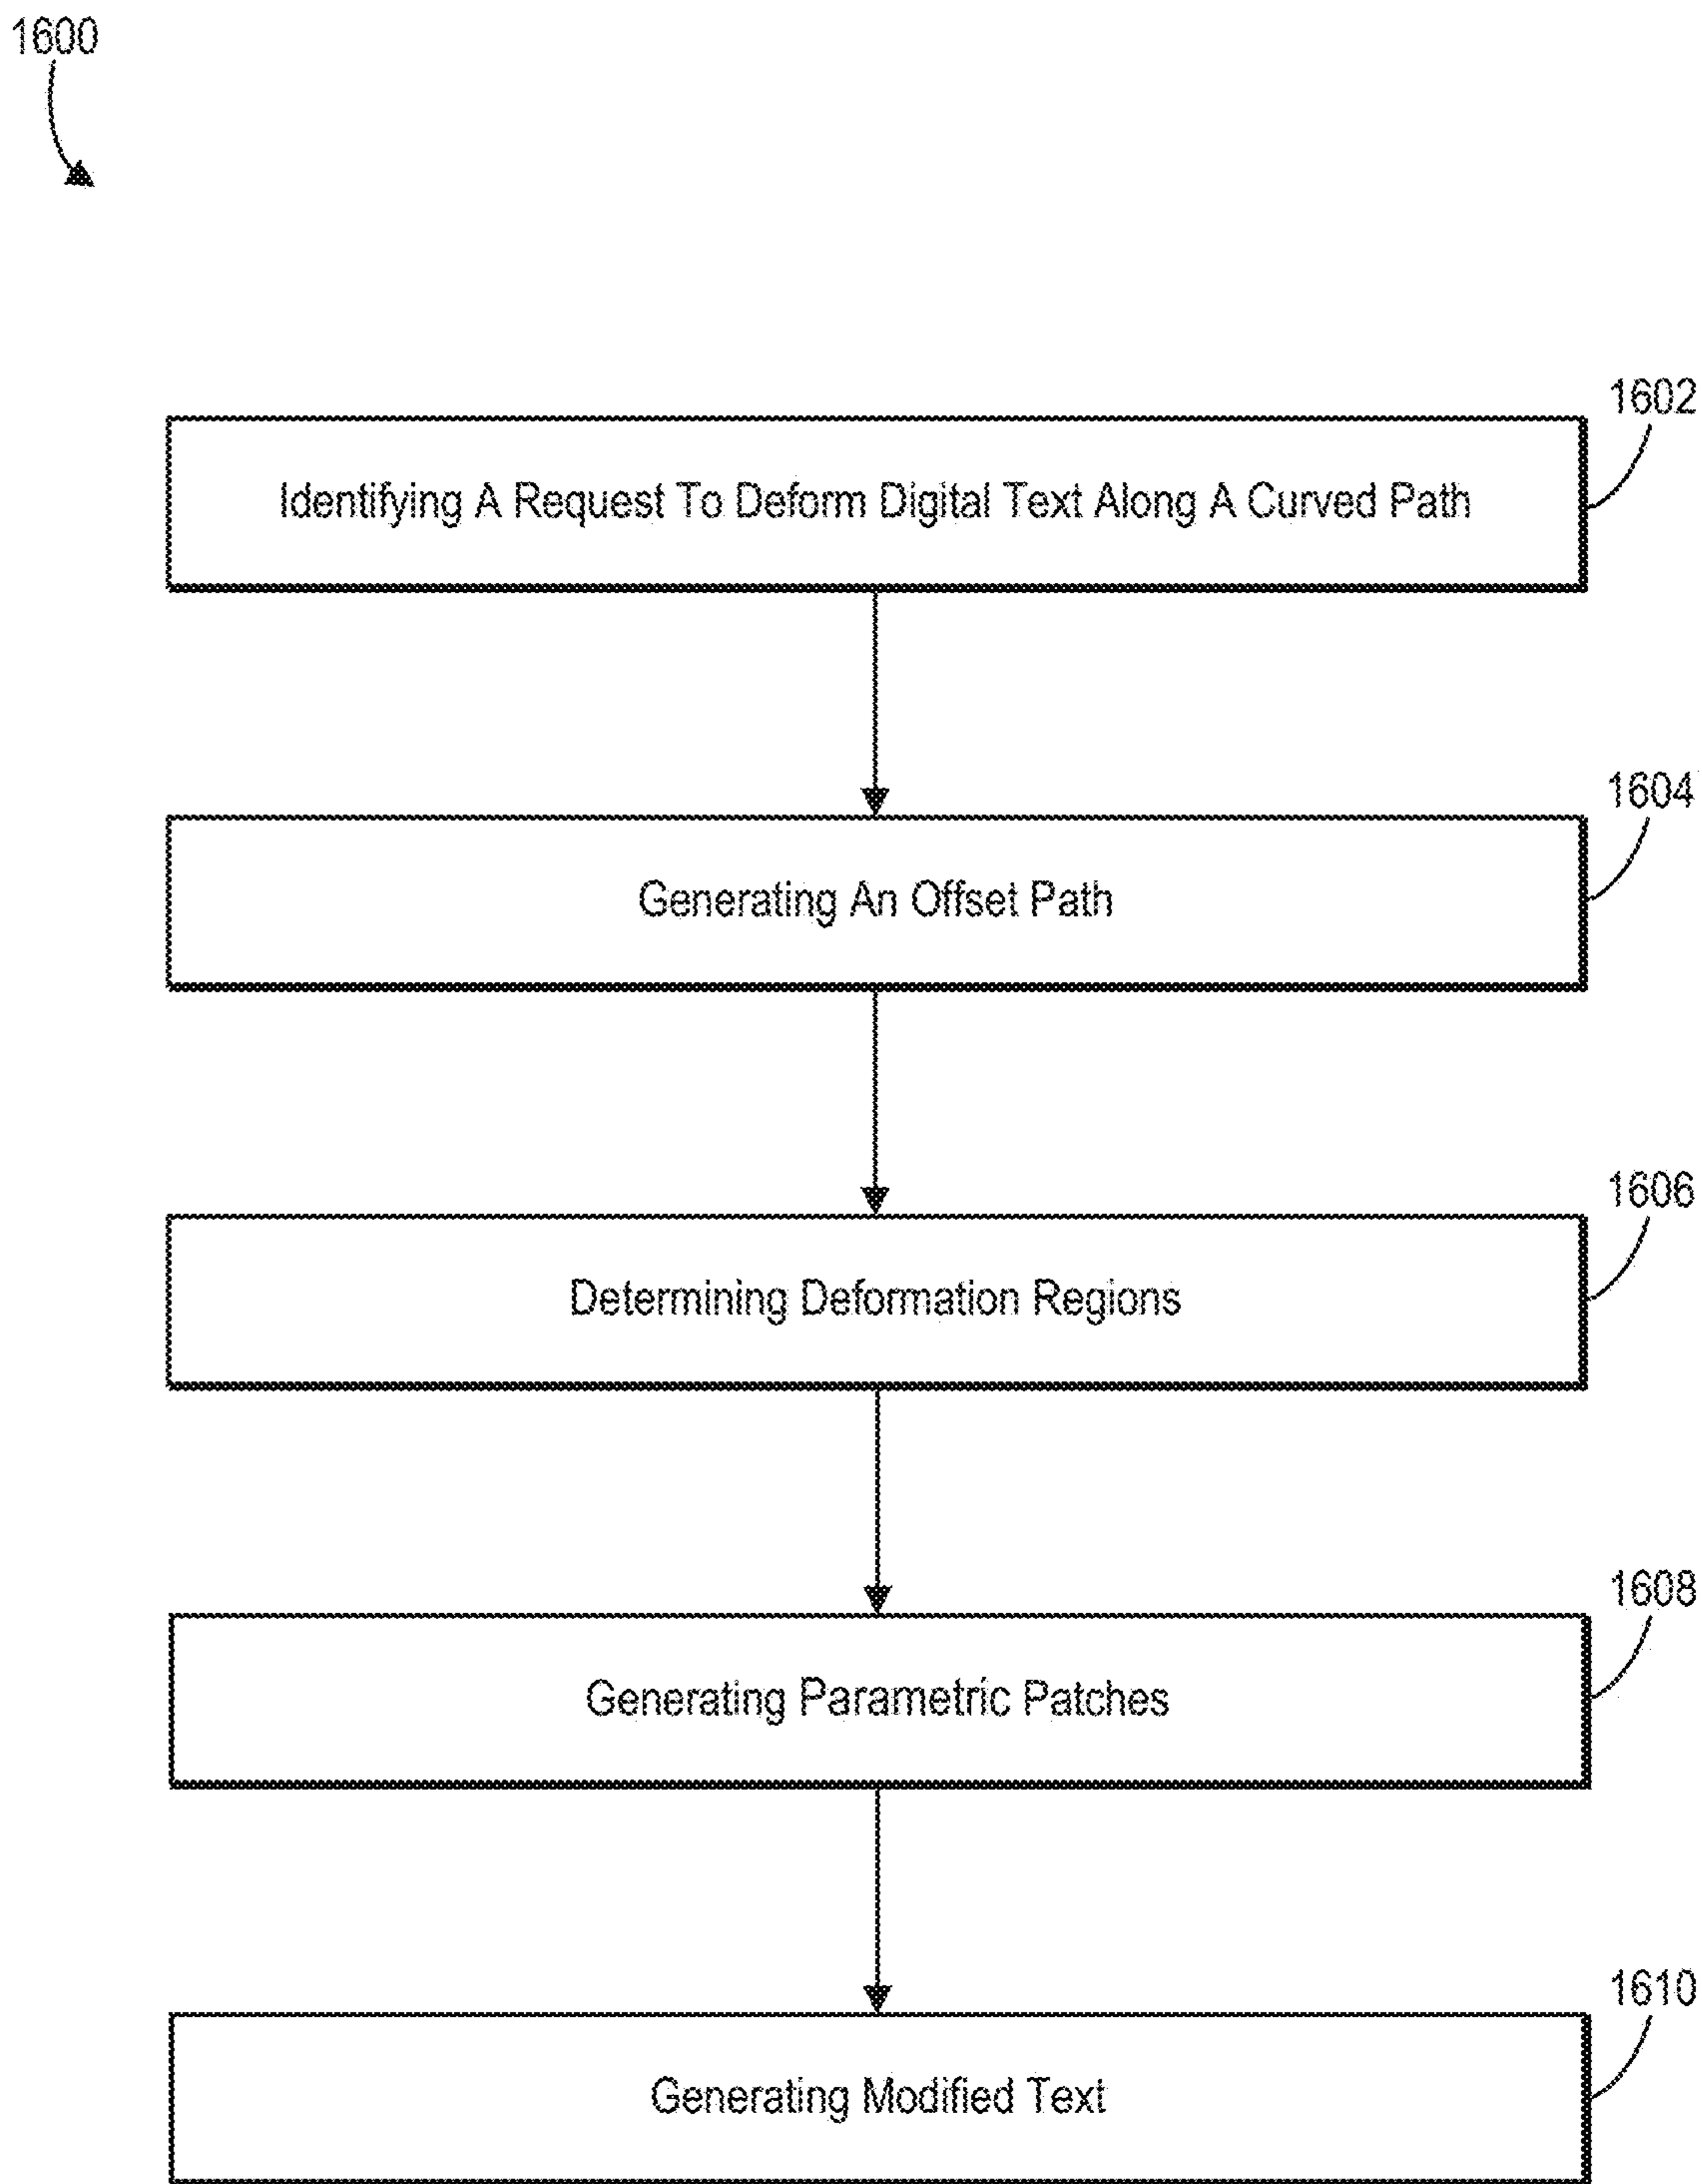 1600
1602
Identifying A Request To Deform Digital Text Along A Curved Path
1604
Generating An Offset Path
1606
Determining Deformation Regions
1608
Generating Parametric Patches
1610
Generating Modified Text